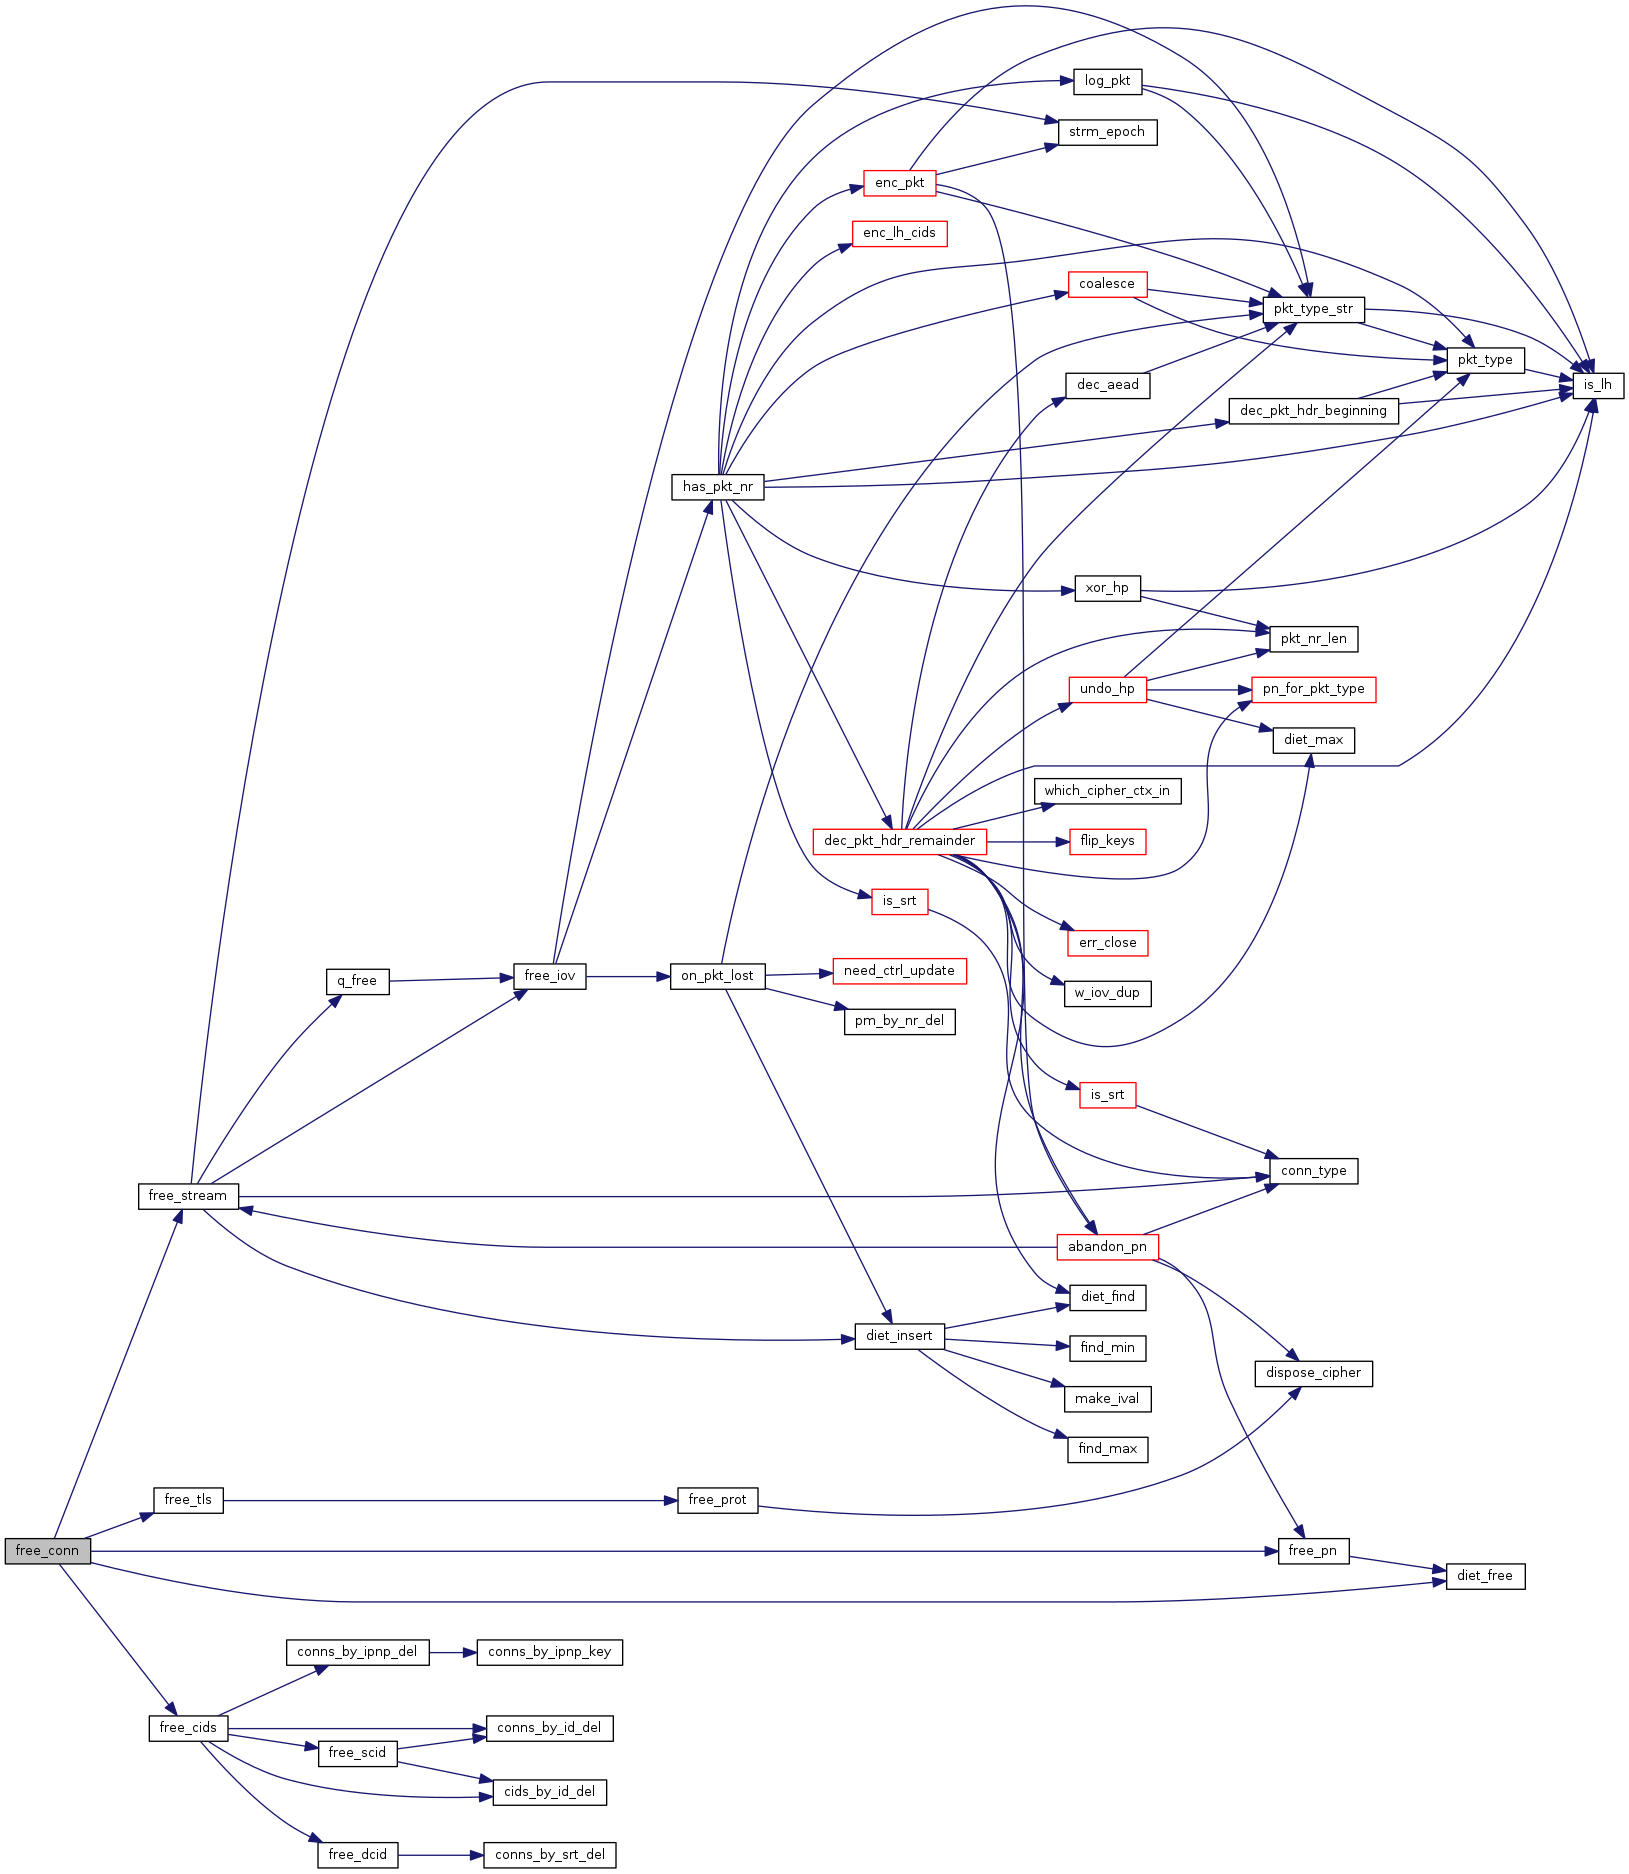 log_pkt
strm_epoch
enc_pkt
enc_lh_cids
coalesce
pkt_type_str
pkt_type
dec_aead
is_lh
dec_pkt_hdr_beginning
has_pkt_nr
xor_hp
pkt_nr_len
undo_hp
pn_for_pkt_type
diet_max
which_cipher_ctx_in
dec_pkt_hdr_remainder
flip_keys
is_srt
err_close
need_ctrl_update
free_iov
on_pkt_lost
q_free
w_iov_dup
pm_by_nr_del
is_srt
conn_type
free_stream
abandon_pn
diet_find
diet_insert
find_min
dispose_cipher
make_ival
find_max
free_tls
free_prot
free_conn
free_pn
diet_free
conns_by_ipnp_del
conns_by_ipnp_key
free_cids
conns_by_id_del
free_scid
cids_by_id_del
free_dcid
conns_by_srt_del